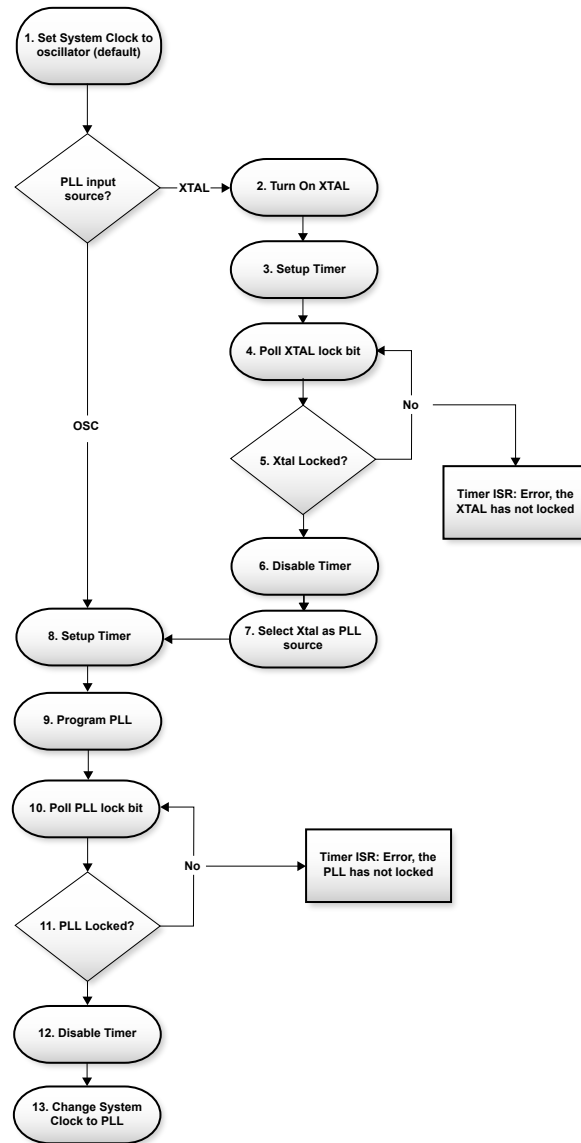 1. Set System Clock to
oscillator (default)
PLL input
source?
XTAL
2. Turn On XTAL
3. Setup Timer
4. Poll XTAL lock bit
No
OSC
5. Xtal Locked?
Timer ISR: Error, the
XTAL has not locked
6. Disable Timer
7. Select Xtal as PLL
source
8. Setup Timer
9. Program PLL
10. Poll PLL lock bit
No
Timer ISR: Error, the
PLL has not locked
11. PLL Locked?
12. Disable Timer
13. Change System
Clock to PLL